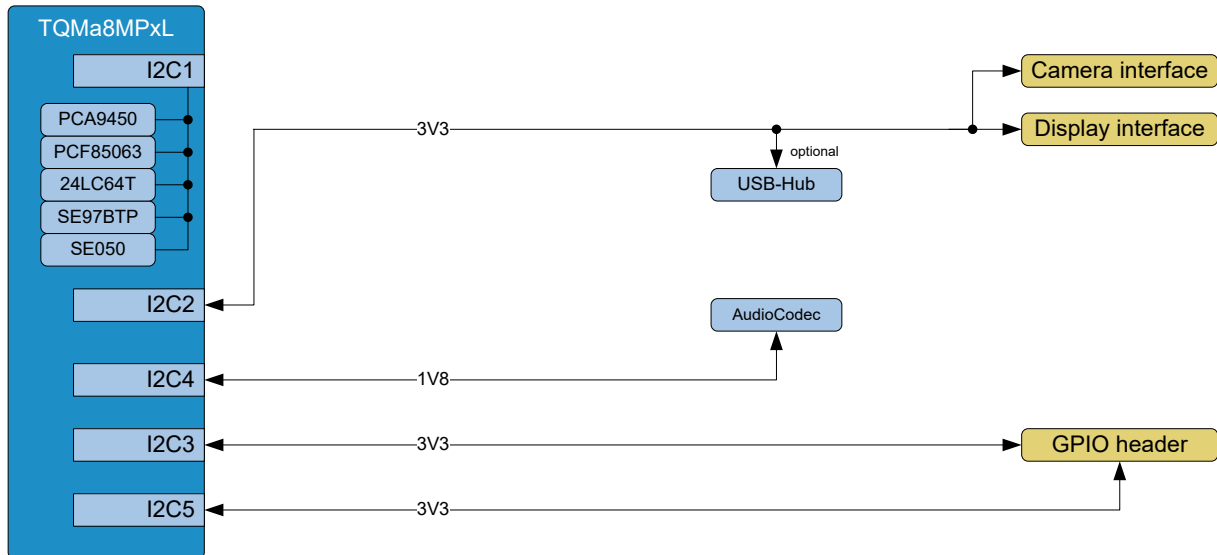 TQMa8MPxL
I2C1
Camera interface
PCA9450
3V3
Display interface
PCF85063
optional
24LC64T
USB-Hub
SE97BTP
SE050
I2C2
AudioCodec
I2C4
1V8
I2C3
3V3
GPIO header
I2C5
3V3